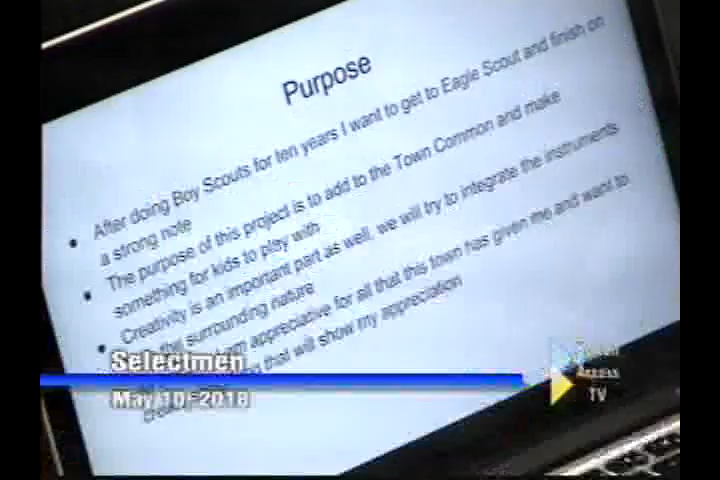 Purpose
After doing Boy Scouts for ten years I want to get to Eagle Scout and finish on
a strong note
The purpose of this project is to add to the Town Common and make
something for kids to play with
Creativity is an important part as well, we will try to integrate the instruments
the surrounding nature
am appreciative for all that this town has given me and want to
that will show my appreciation
Selectmen
May 10, 2018
Access
TV